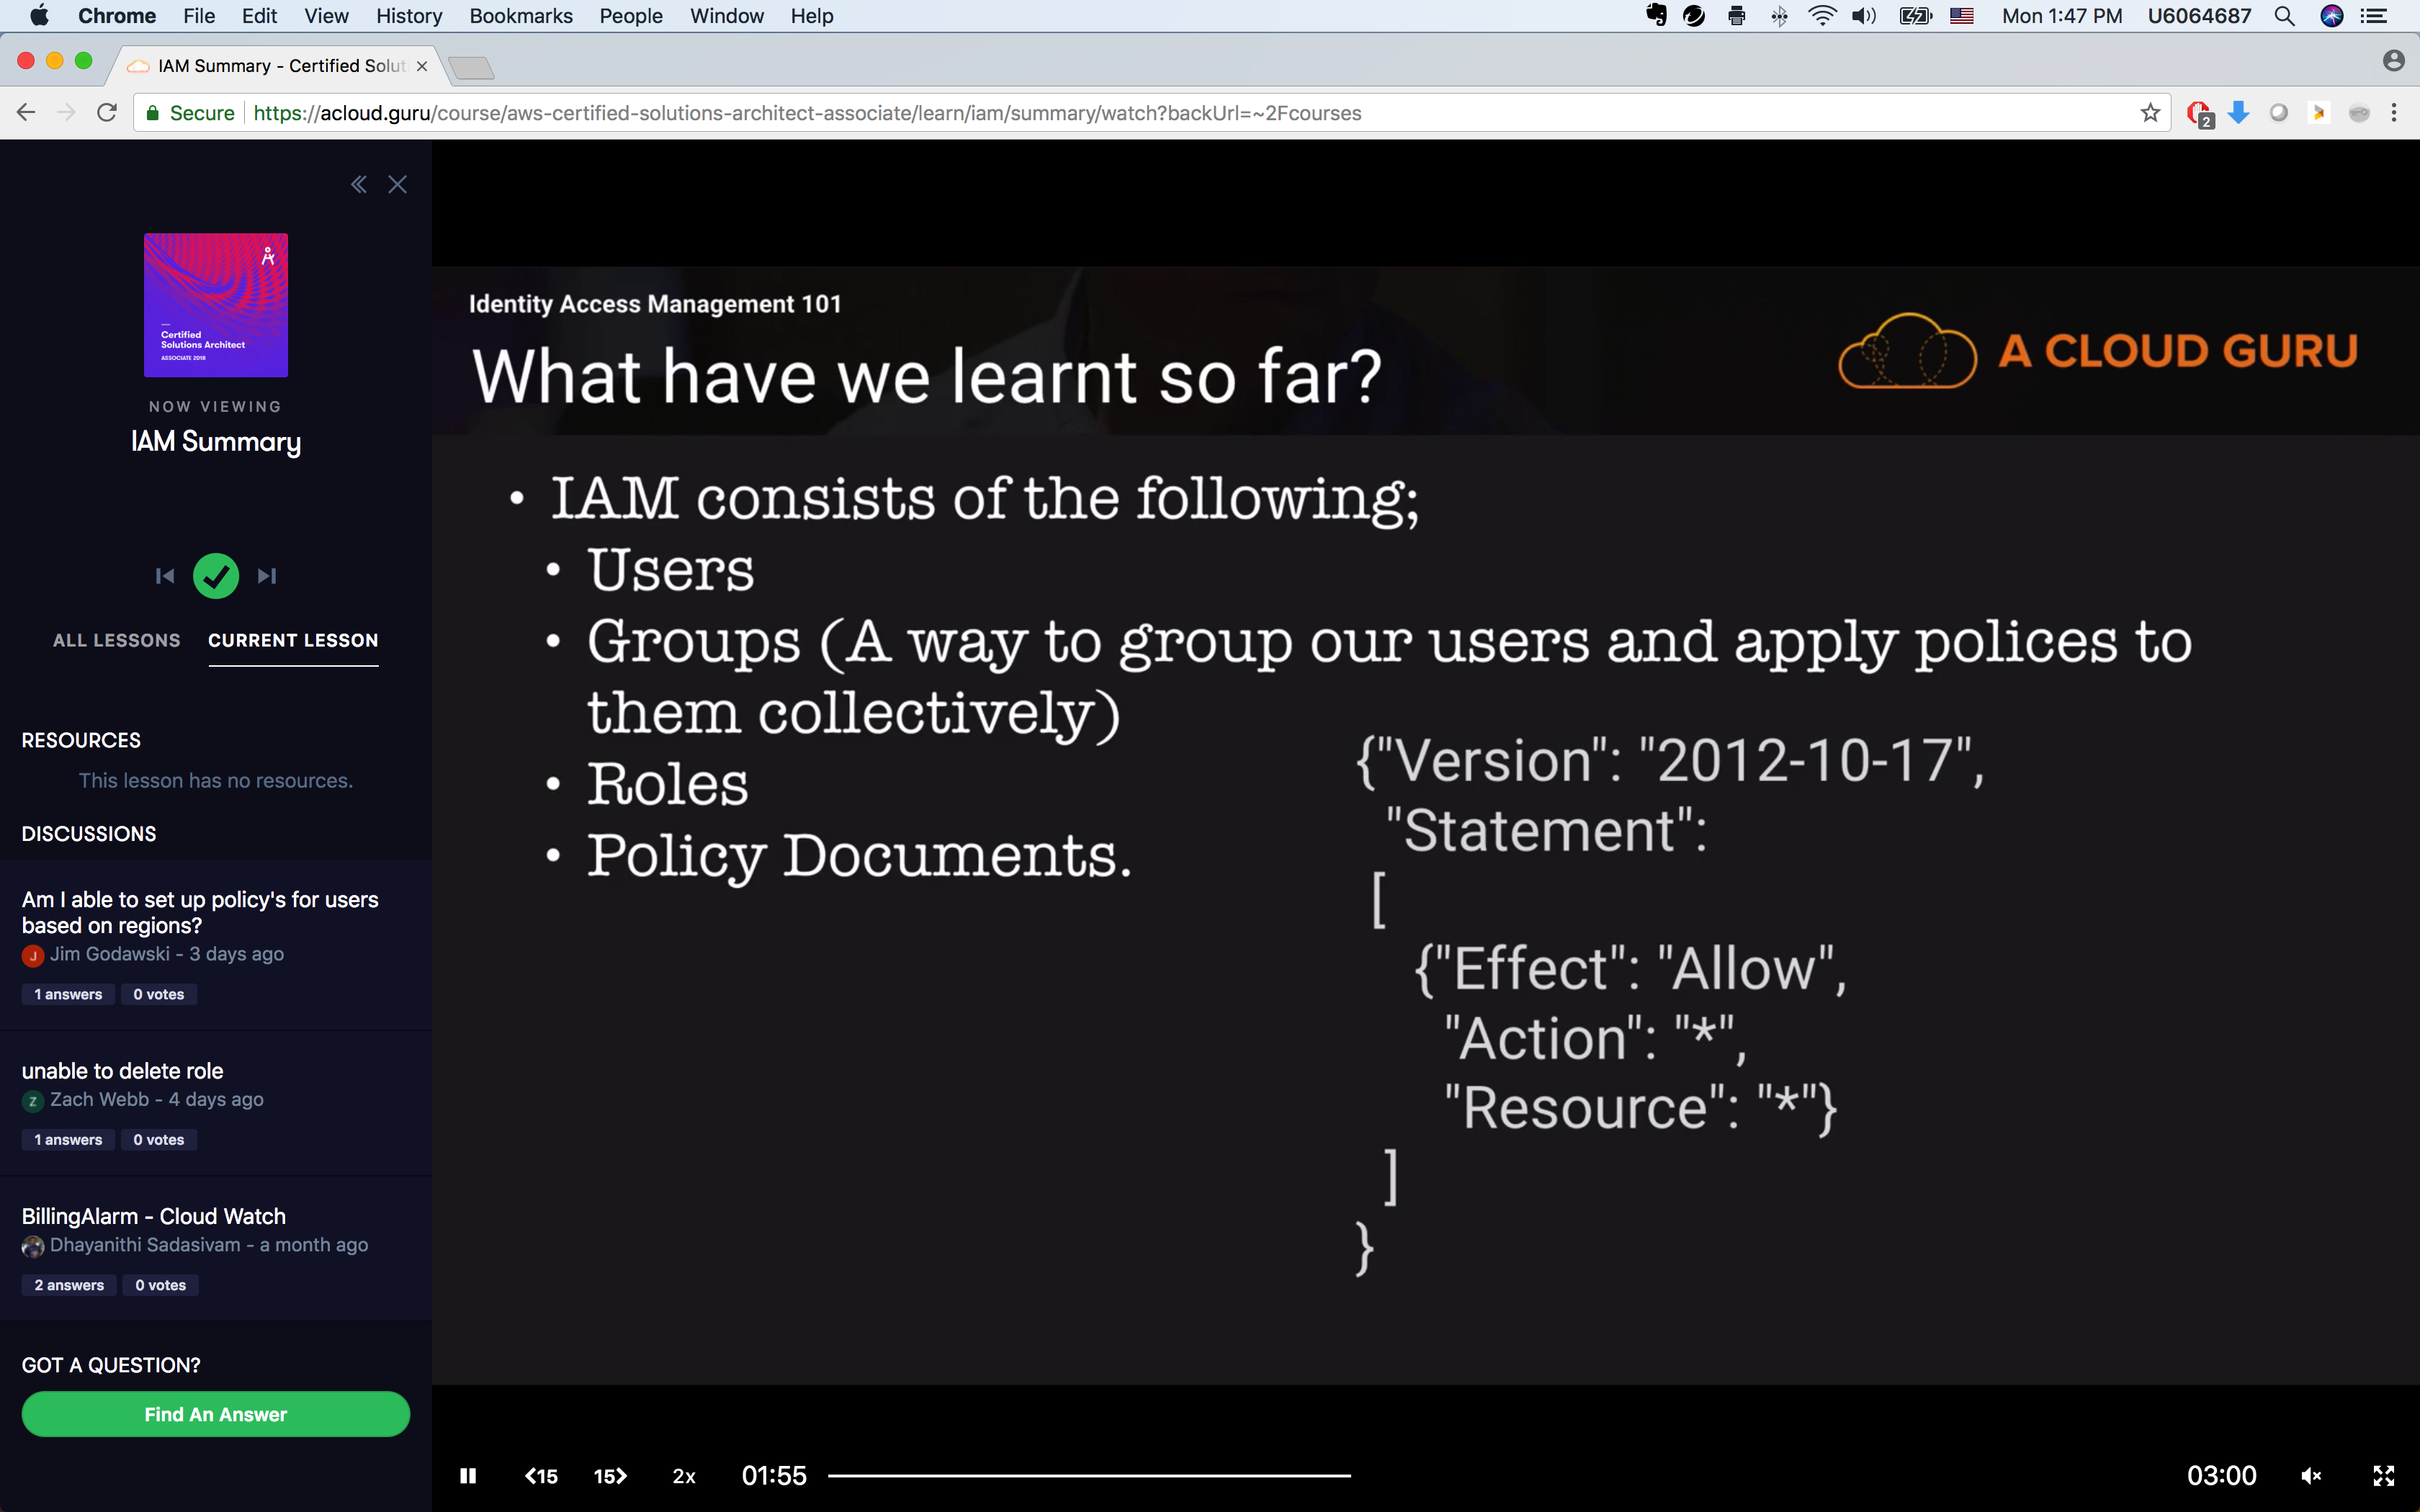 Chrome File Edit View History Bookmarks People Window Help Mon 1:47 PM U6064687
IAM Summary - Certified Solut
Secure https://acloud.guru/course/aws-certified-solutions-architect-associate/learn/iam/summary/watch?backUrl=~2Fcourses
2
Certified
Solutions Architect
ASSOCIATE 2018
NOW VIEWING
IAM Summary
ALL LESSONS CURRENT LESSON
RESOURCES
This lesson has no resources.
DISCUSSIONS
Am I able to set up policy's for users
based on regions?
J Jim Godawski - 3 days ago
1 answers 0 votes
unable to delete role
Z Zach Webb - 4 days ago
1 answers 0 votes
BillingAlarm - Cloud Watch
Dhayanithi Sadasivam - a month ago
2 answers 0 votes
GOT A QUESTION?
Find An Answer
Identity Access Management 101
What have we learnt so far?
A CLOUD GURU
• IAM consists of the following;
• Users
• Groups (A way to group our users and apply polices to
them collectively)
• Roles
• Policy Documents.
{"Version": "2012-10-17",
"Statement":
[
{"Effect": "Allow",
"Action": "*",
"Resource": "*"}
]
}
15 15 2x 01:55 03:00